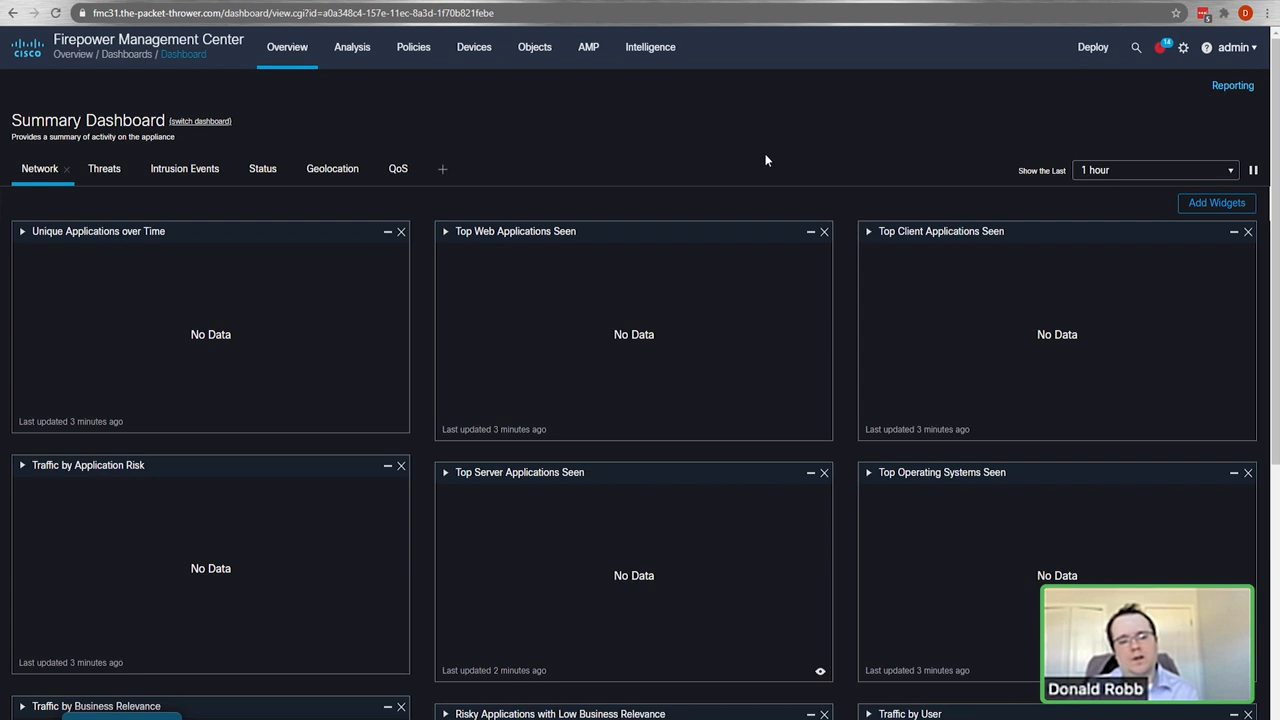 fmc31.the-packet-thrower.com/dashboard/view.cgi?id=a0a348c4-157e-11ec-8a3d-1f70b821febe
5
D
CISCO
Firepower Management Center
Overview / Dashboards / Dashboard
Overview
Analysis
Policies
Devices
Objects
AMP
Intelligence
Deploy
14
admin
Reporting
Summary Dashboard (switch dashboard)
Provides a summary of activity on the appliance
Network
Threats
Intrusion Events
Status
Geolocation
QoS
Show the Last
1 hour
Add Widgets
Unique Applications over Time
No Data
Last updated 3 minutes ago
Top Web Applications Seen
No Data
Last updated 3 minutes ago
Top Client Applications Seen
No Data
Last updated 3 minutes ago
Traffic by Application Risk
No Data
Last updated 3 minutes ago
Top Server Applications Seen
No Data
Last updated 2 minutes ago
Top Operating Systems Seen
No Data
Last updated 3 minutes ago
Donald Robb
Traffic by Business Relevance
Risky Applications with Low Business Relevance
Traffic by User